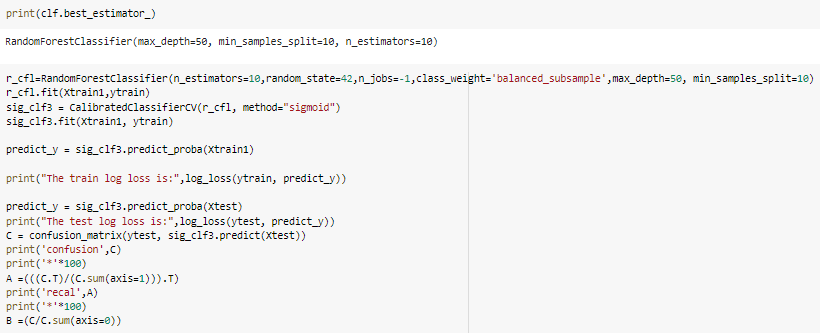 print(clf.best_estimator_)
RandomForestClassifier(max_depth=50, min_samples_split=10, n_estimators=10)
r_cfl=RandomForestClassifier(n_estimators=10,random_state=42,n_jobs=-1,class_weight='balanced_subsample',max_depth=50, min_samples_split=10)
r_cfl.fit(Xtrain1,ytrain)
sig_clf3 = CalibratedClassifierCV(r_cfl, method="sigmoid")
sig_clf3.fit(Xtrain1, ytrain)
predict_y = sig_clf3.predict_proba(Xtrain1)
print("The train log loss is:",log_loss(ytrain, predict_y))
predict_y = sig_clf3.predict_proba(Xtest)
print("The test log loss is:",log_loss(ytest, predict_y))
C = confusion_matrix(ytest, sig_clf3.predict(Xtest))
print('confusion',C)
print('*'*100)
A =(((C.T)/(C.sum(axis=1))).T)
print('recal',A)
print('*'*100)
B =(C/C.sum(axis=0))